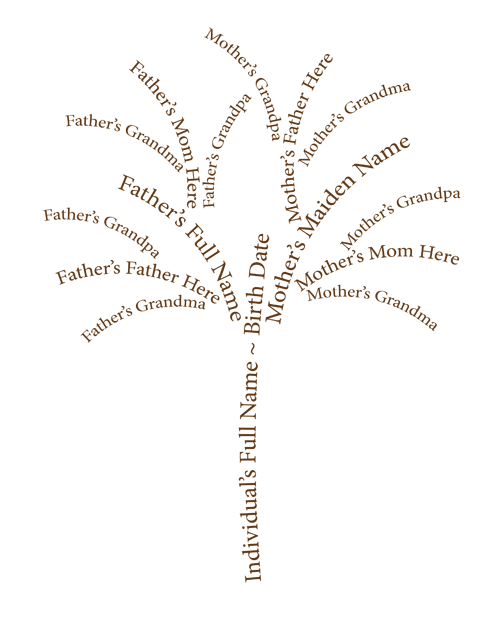 Mother's Grandpa
Father's Mom Here
Mother's Father Here
Father's Grandpa
Mother's Grandma
Father's Grandma
Father's Full Name
Mother's Maiden Name
Father's Grandpa
Mother's Grandpa
Father's Father Here
Mother's Mom Here
Father's Grandma
Mother's Grandma
Individual's Full Name ~ Birth Date